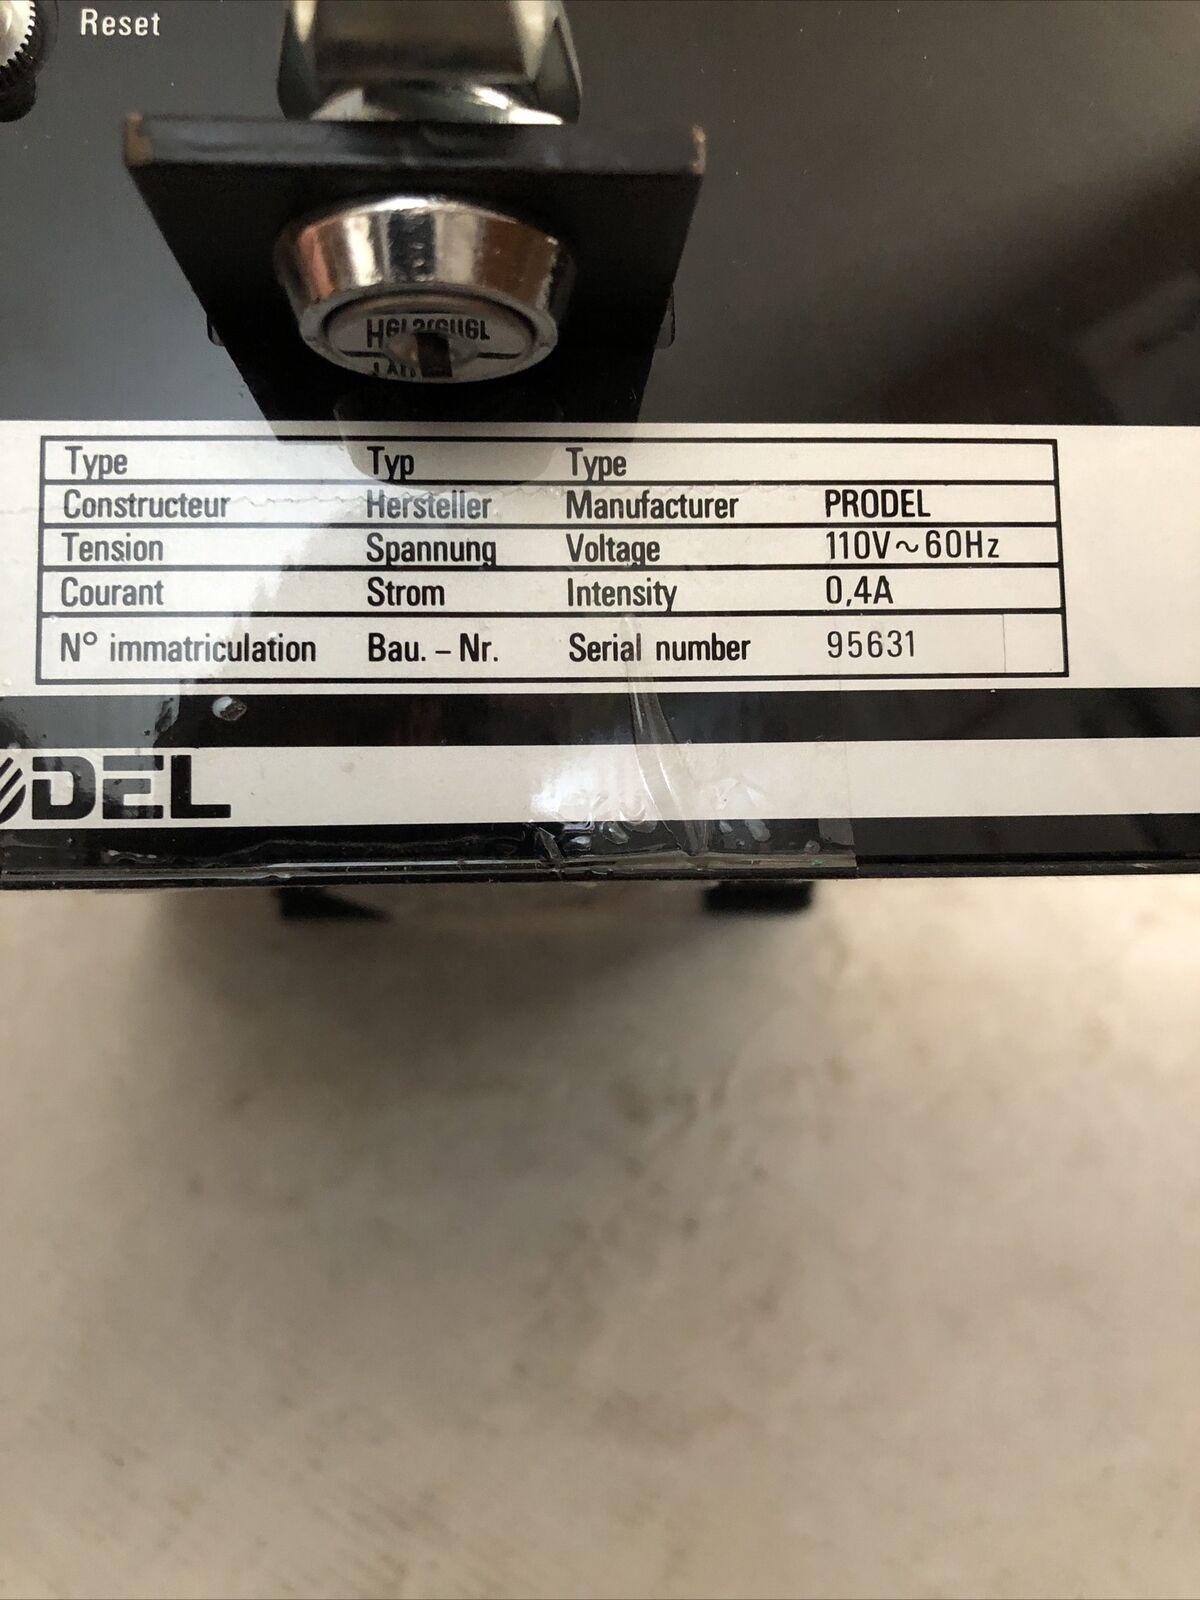 Reset
Type Typ Type
Constructeur Hersteller Manufacturer PRODEL
Tension Spannung Voltage 110V~60Hz
Courant Strom Intensity 0,4A
N° immatriculation Bau. – Nr. Serial number 95631
DEL